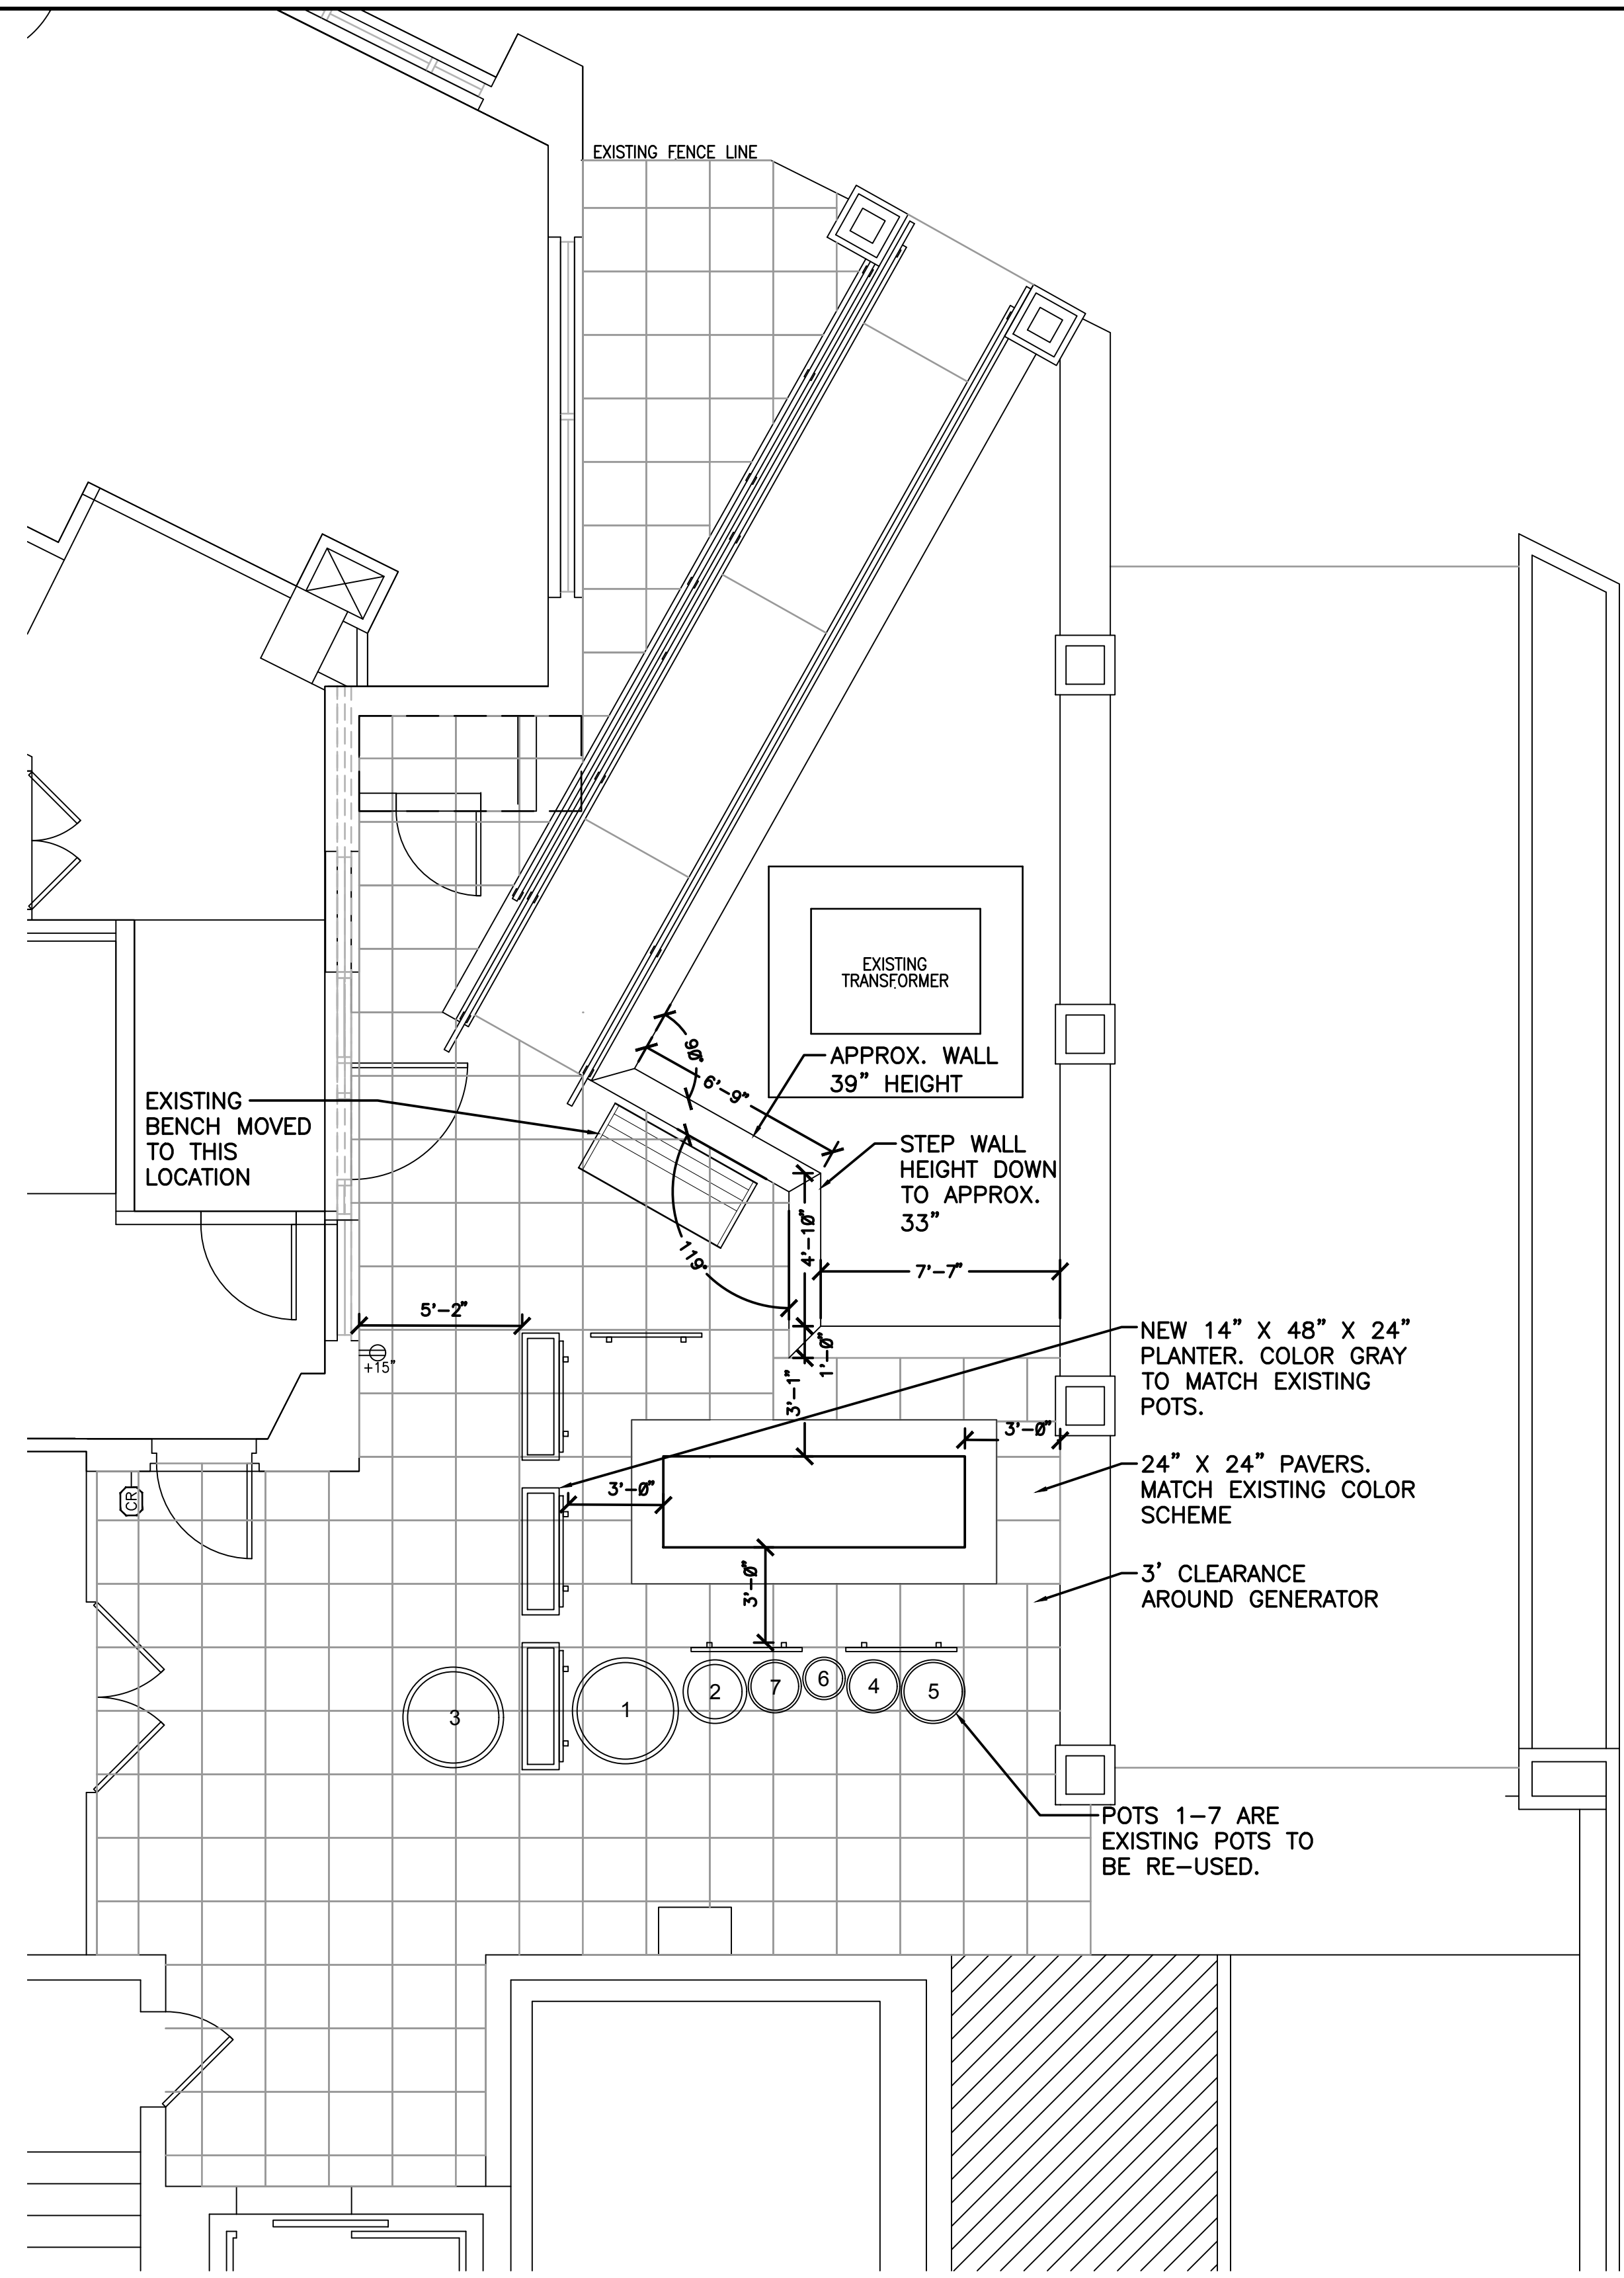 EXISTING FENCE LINE
EXISTING
TRANSFORMER
90°
6'-9"
APPROX. WALL
39" HEIGHT
EXISTING
BENCH MOVED
TO THIS
LOCATION
STEP WALL
HEIGHT DOWN
TO APPROX.
33"
4'-10"
119°
7'-7"
5'-2"
+15"
1'-0"
3'-1"
NEW 14" X 48" X 24"
PLANTER. COLOR GRAY
TO MATCH EXISTING
POTS.
3'-0"
24" X 24" PAVERS.
MATCH EXISTING COLOR
SCHEME
3'-0"
CR
3'-0"
3' CLEARANCE
AROUND GENERATOR
3
1
2
7
6
4
5
POTS 1-7 ARE
EXISTING POTS TO
BE RE-USED.